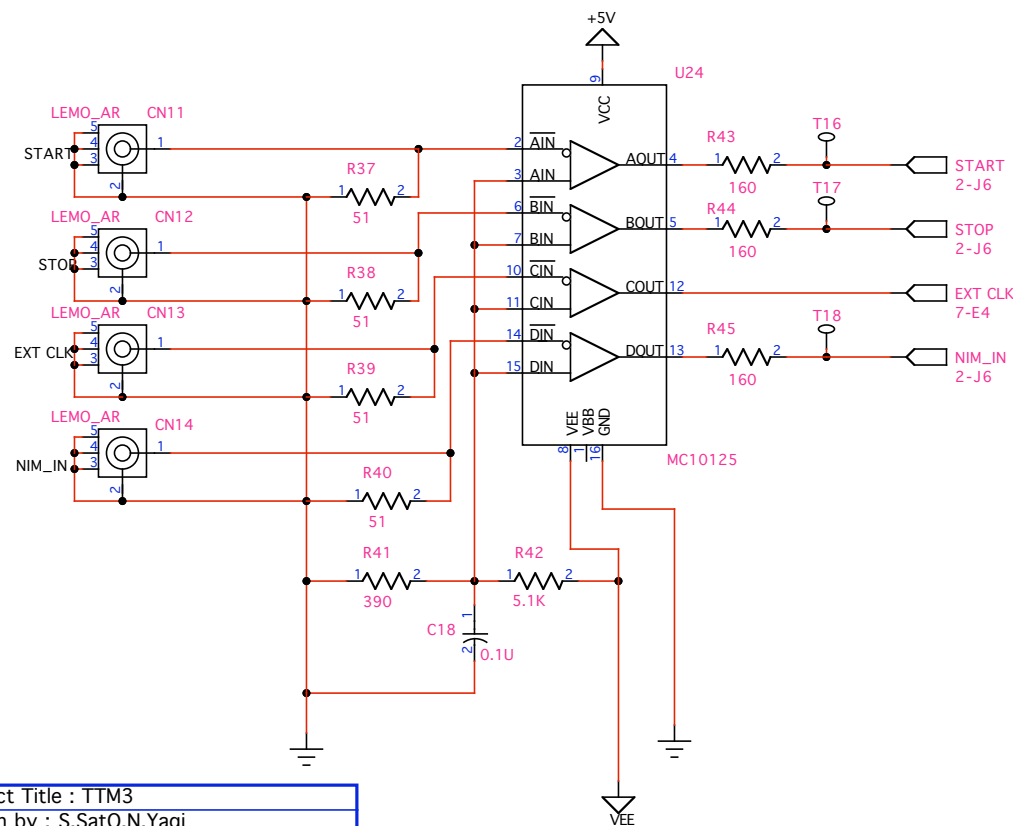 +5V
U24
9
VCC
LEMO_AR CN11
5
4
3
1
2
START
R37
1 2
51
LEMO_AR CN12
5
4
3
1
2
STOP
R38
1 2
51
LEMO_AR CN13
5
4
3
1
2
EXT CLK
R39
1 2
51
LEMO_AR CN14
5
4
3
1
2
NIM_IN
R40
1 2
51
2 AIN
3 AIN
6 BIN
7 BIN
10 CIN
11 CIN
14 DIN
15 DIN
AOUT 4
BOUT 5
COUT 12
DOUT 13
VEE
VBB
GND
8
1
16
MC10125
R43
1 2
160
T16
START
2-J6
R44
1 2
160
T17
STOP
2-J6
EXT CLK
7-E4
R45
1 2
160
T18
NIM_IN
2-J6
R41
1 2
390
R42
1 2
5.1K
C18
1
2
0.1U
VEE
ct Title : TTM3
n by : S.SatO,N.Yagi